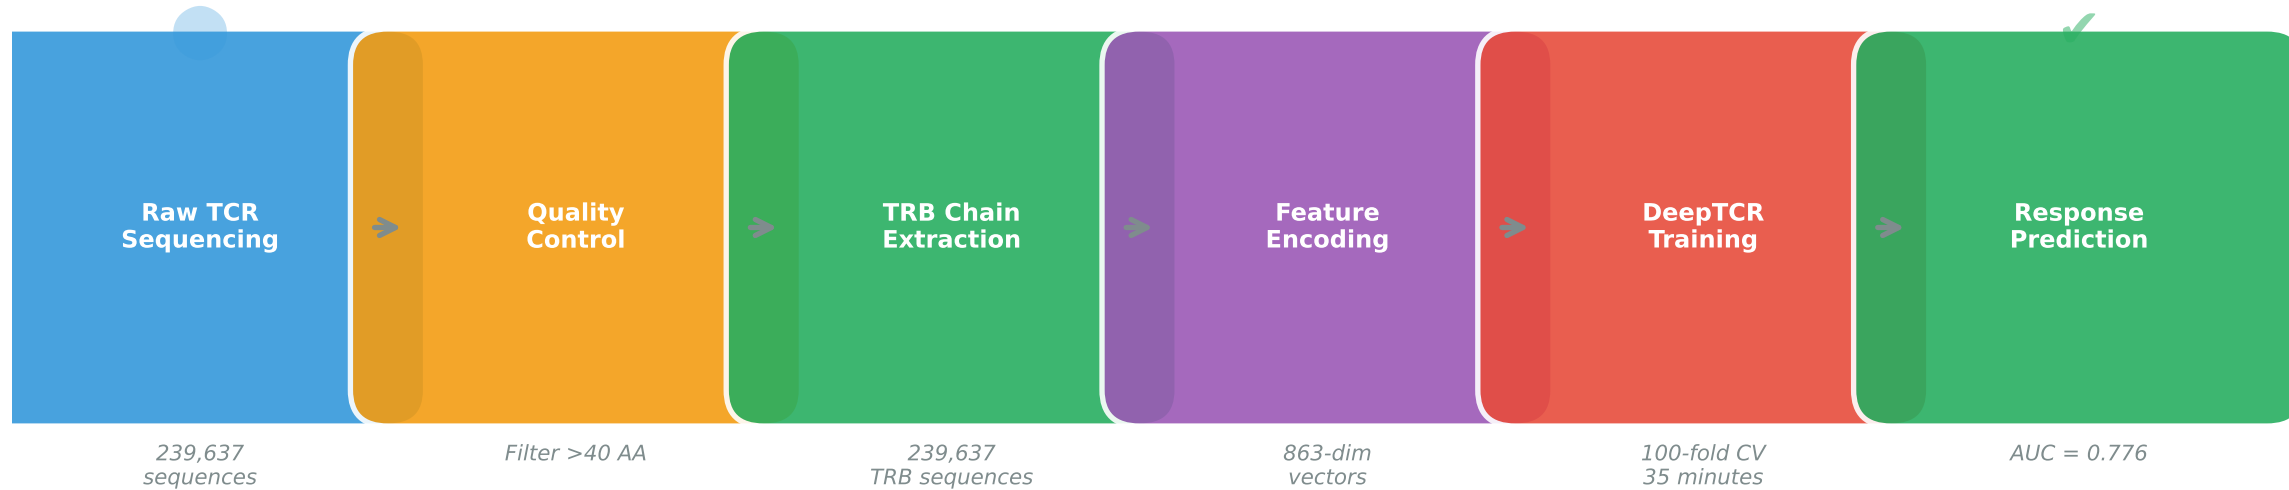 Raw TCR
Sequencing
Quality
Control
TRB Chain
Extraction
Feature
Encoding
DeepTCR
Training
Response
Prediction
239,637
sequences
Filter >40 AA
239,637
TRB sequences
863-dim
vectors
100-fold CV
35 minutes
AUC = 0.776